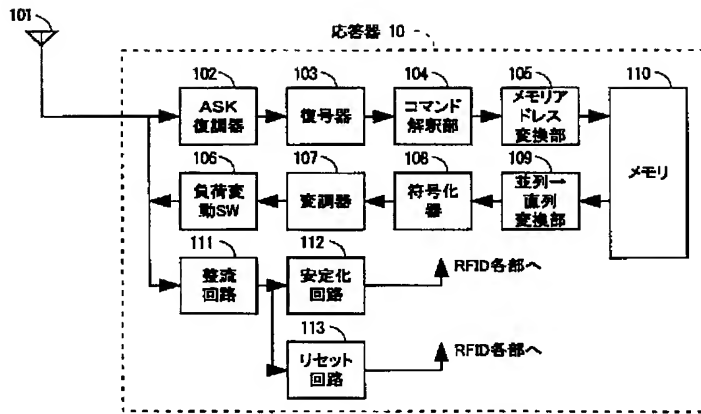 101
応答器 10
102
103
104
105
110
ASK
復調器
復号器
コマンド
解釈部
メモリア
ドレス
変換部
メモリ
106
107
108
109
負荷変
動SW
変調器
符号化
器
並列→
直列
変換部
111
112
整流
回路
安定化
回路
RFID各部へ
113
リセット
回路
RFID各部へ